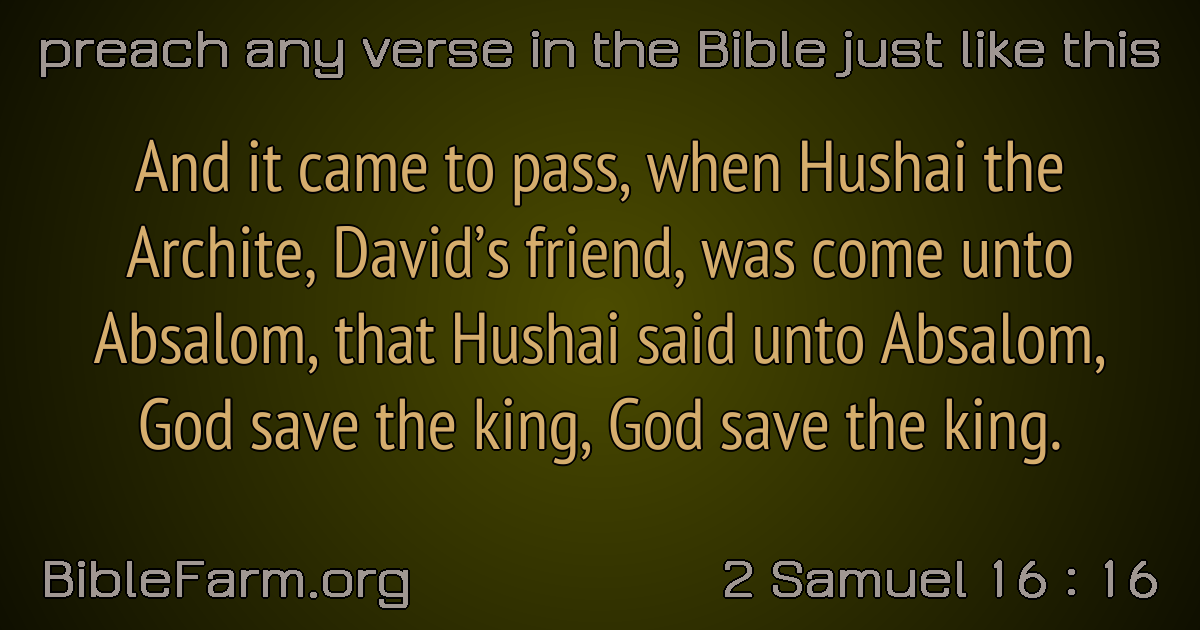 preach any verse in the Bible just like this
And it came to pass, when Hushai the
Archite, David’s friend, was come unto
Absalom, that Hushai said unto Absalom,
God save the king, God save the king.
BibleFarm.org
2 Samuel 16 : 16